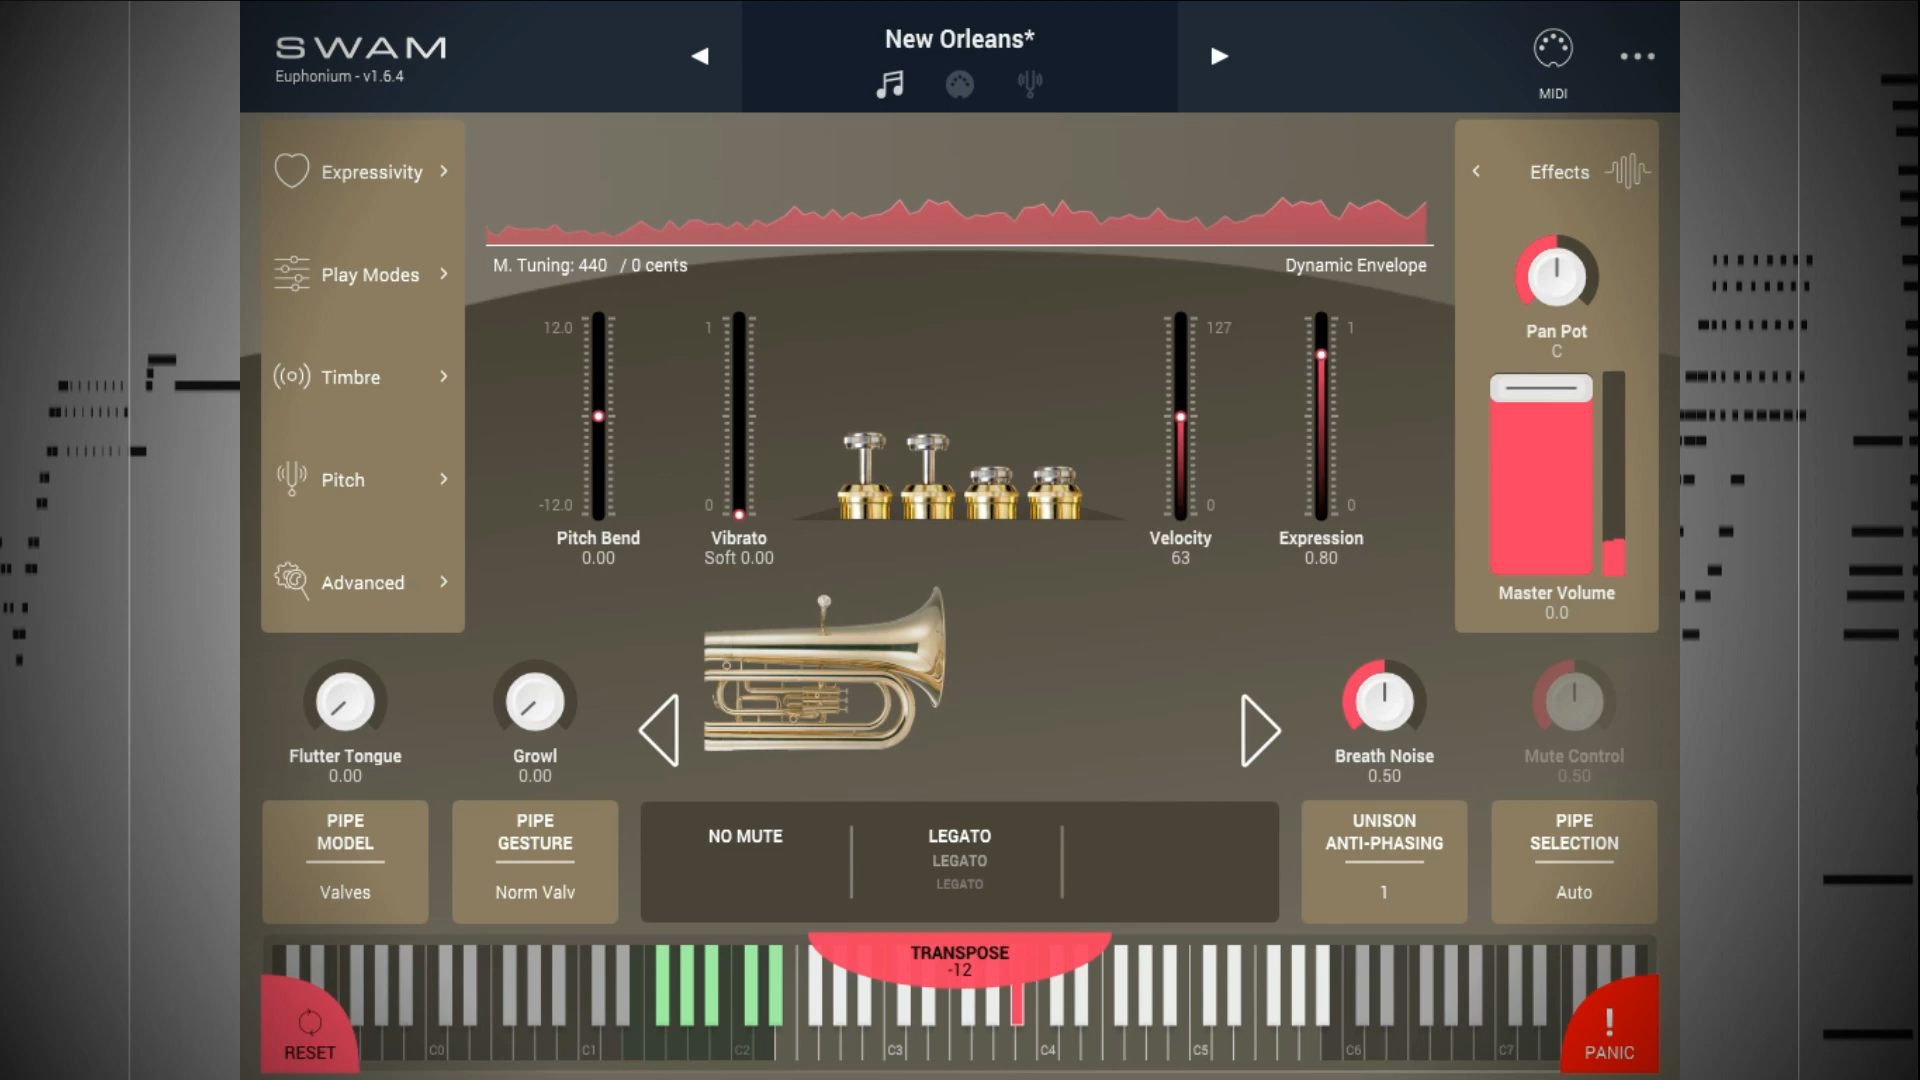 SWAM
Euphonium - v1.6.4
New Orleans*
MIDI
Expressivity
Play Modes
Timbre
Pitch
Advanced
M. Tuning: 440 / 0 cents
Dynamic Envelope
12.0
-12.0
Pitch Bend
0.00
1
0
Vibrato
Soft 0.00
127
0
Velocity
63
1
0
Expression
0.80
Effects
Pan Pot
C
Master Volume
0.0
Flutter Tongue
0.00
Growl
0.00
Breath Noise
0.50
Mute Control
0.50
PIPE
MODEL
Valves
PIPE
GESTURE
Norm Valv
NO MUTE
LEGATO
LEGATO
LEGATO
UNISON
ANTI-PHASING
1
PIPE
SELECTION
Auto
TRANSPOSE
-12
RESET
C0
C1
C2
C3
C4
C5
C6
C7
!
PANIC